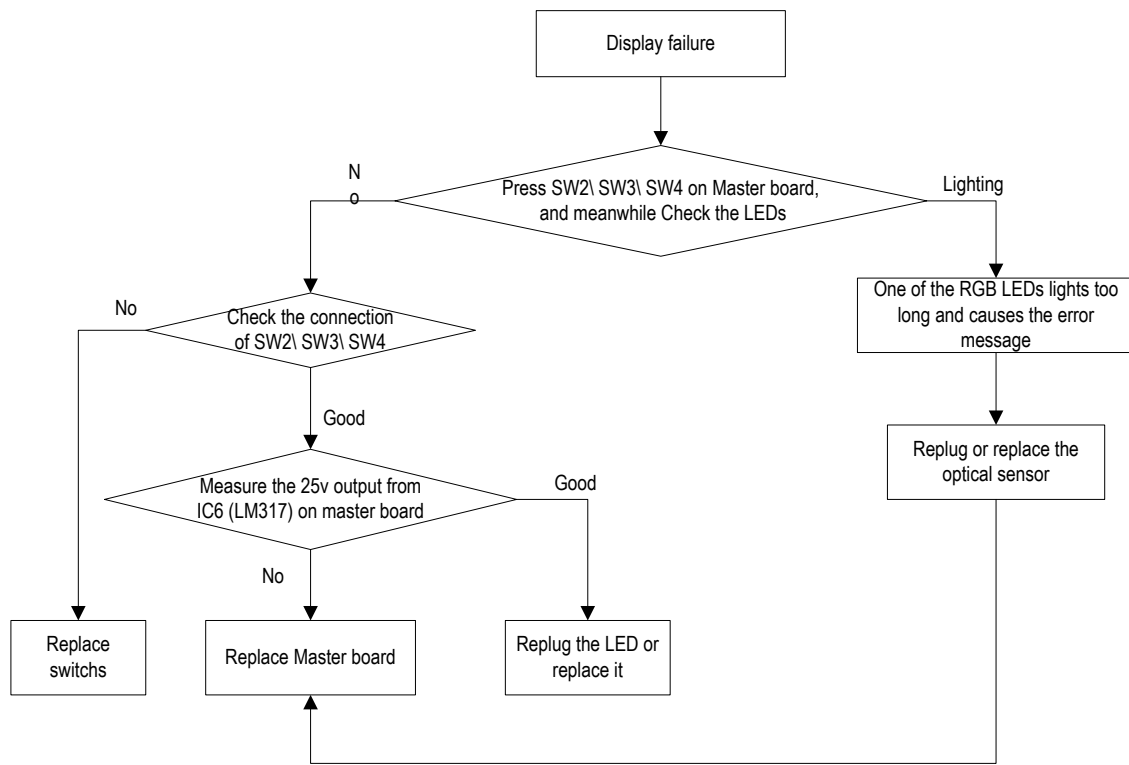 Display failure
N
o
Press SW2\ SW3\ SW4 on Master board,
and meanwhile Check the LEDs
Lighting
No
Check the connection
of SW2\ SW3\ SW4
One of the RGB LEDs lights too
long and causes the error
message
Good
Replug or replace the
optical sensor
Measure the 25v output from
IC6 (LM317) on master board
Good
No
Replace
switchs
Replace Master board
Replug the LED or
replace it